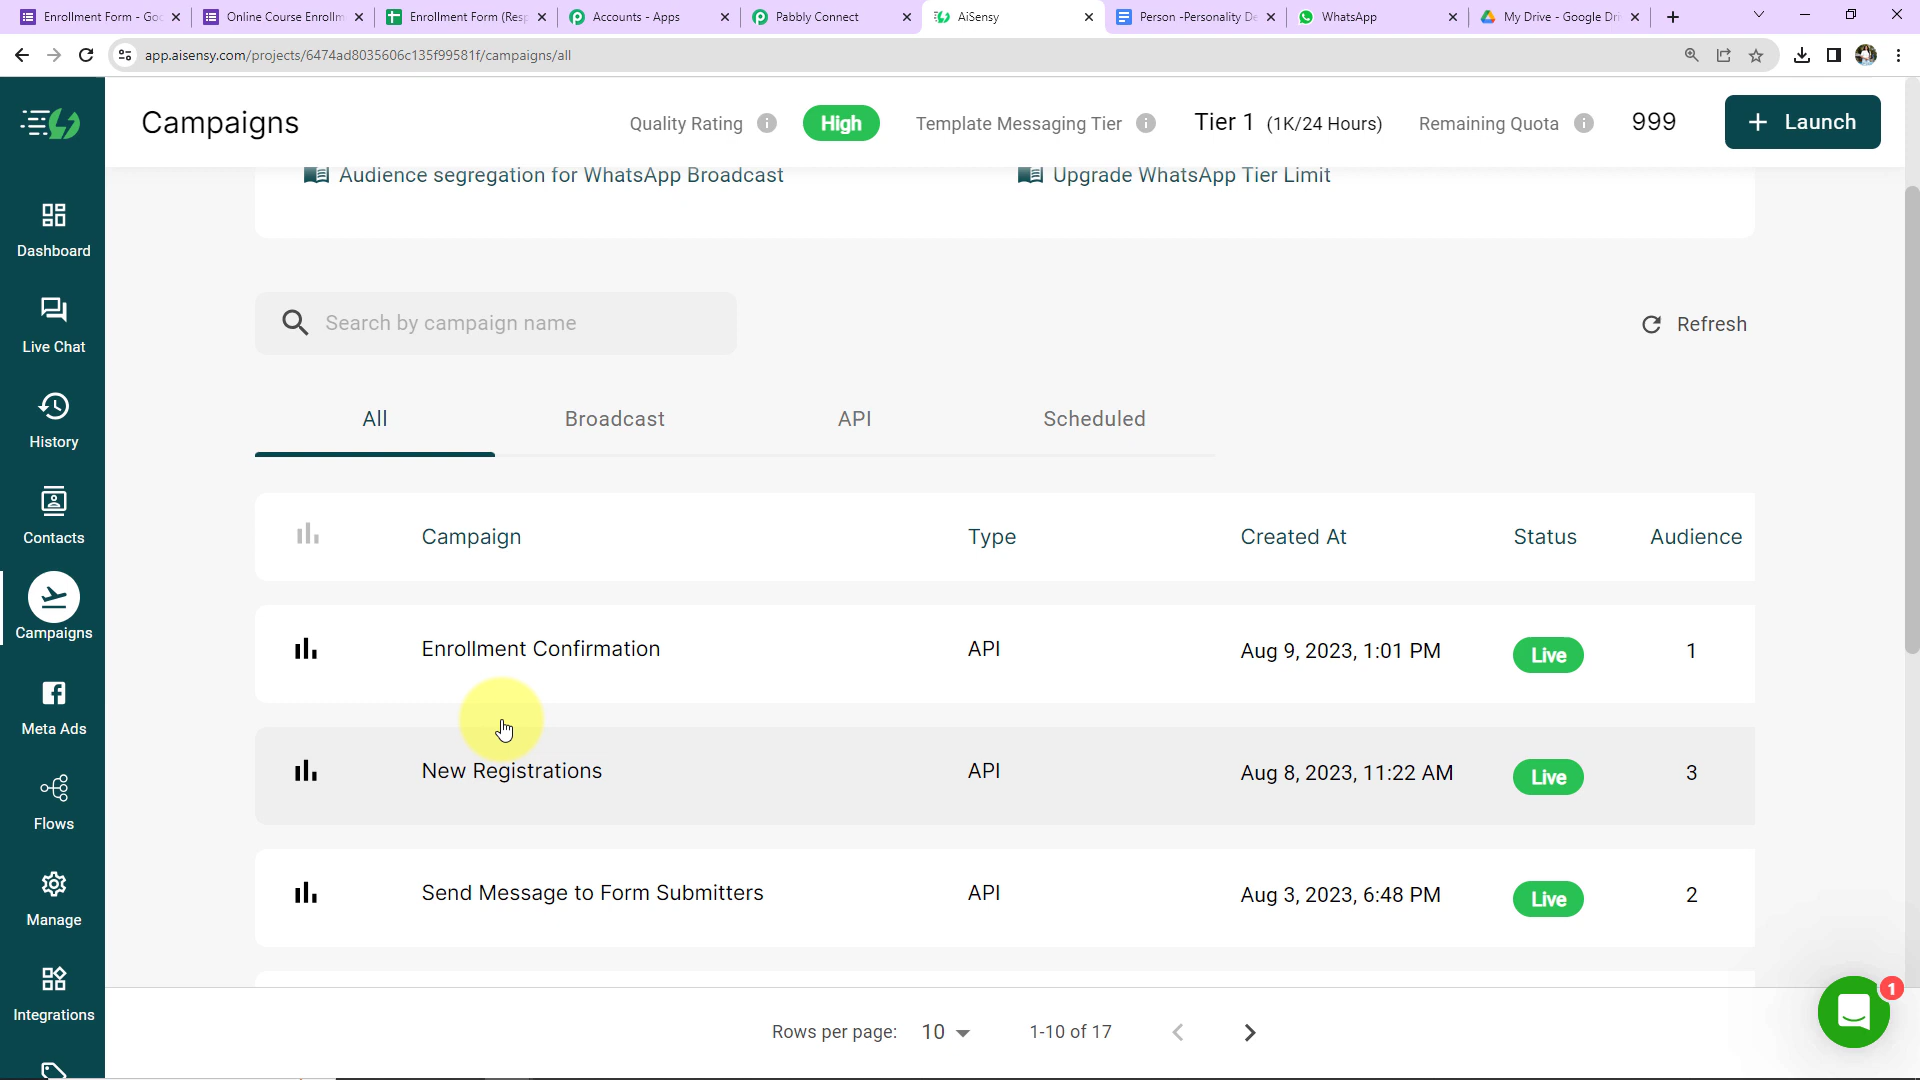 Enrollment Form - Goo
Online Course Enrollm
Enrollment Form (Resp
Accounts - Apps
Pabbly Connect
AiSensy
Person -Personality De
WhatsApp
My Drive - Google Dri
app.aisensy.com/projects/6474ad8035606c135f99581f/campaigns/all
Campaigns
Quality Rating
High
Template Messaging Tier
Tier 1 (1K/24 Hours)
Remaining Quota
999
+ Launch
Audience segregation for WhatsApp Broadcast
Upgrade WhatsApp Tier Limit
Dashboard
Live Chat
History
Contacts
Campaigns
Meta Ads
Flows
Manage
Integrations
Search by campaign name
Refresh
All
Broadcast
API
Scheduled
Campaign
Type
Created At
Status
Audience
Enrollment Confirmation
API
Aug 9, 2023, 1:01 PM
Live
1
New Registrations
API
Aug 8, 2023, 11:22 AM
Live
3
Send Message to Form Submitters
API
Aug 3, 2023, 6:48 PM
Live
2
Rows per page:
10
1-10 of 17
1